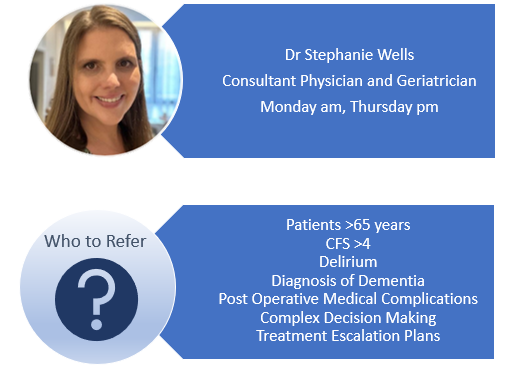 Dr Stephanie Wells
Consultant Physician and Geriatrician
Monday am, Thursday pm
Who to Refer
?
Patients >65 years
CFS >4
Delirium
Diagnosis of Dementia
Post Operative Medical Complications
Complex Decision Making
Treatment Escalation Plans